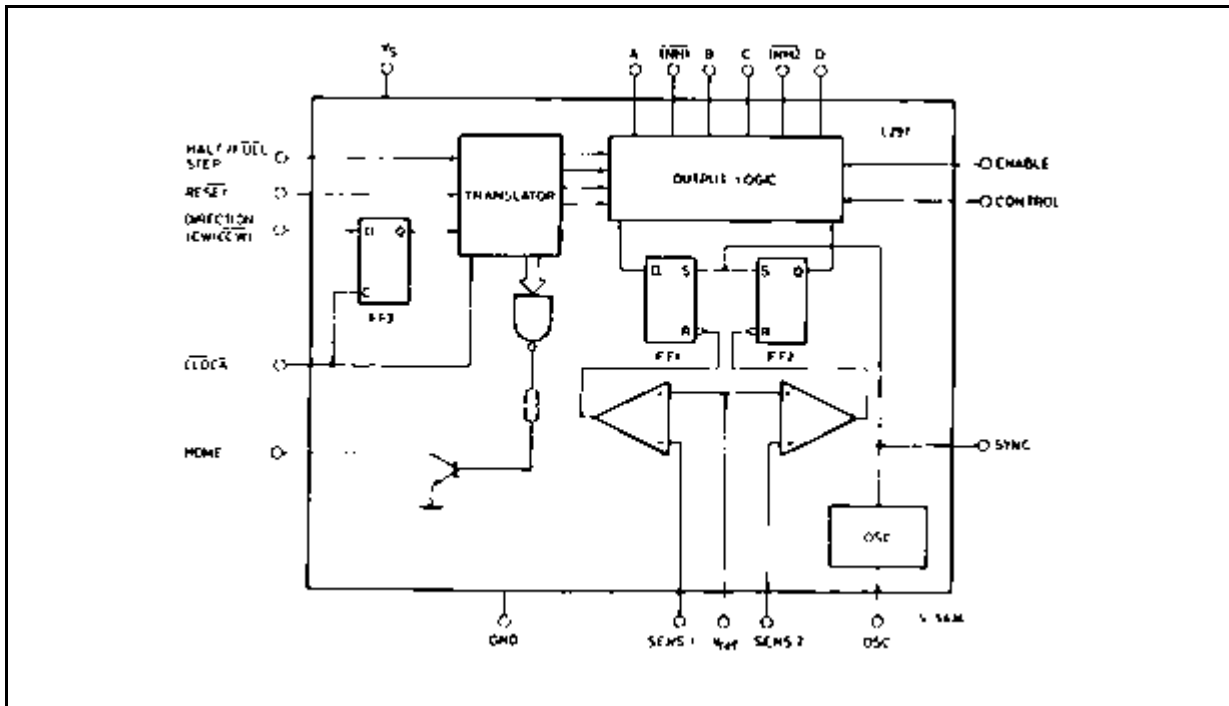 VS
A INH1 B C INH2 D
L297
HALF/FULL
STEP
RESET
DIRECTION
(CW/CCW)
TRANSLATOR
OUTPUT LOGIC
ENABLE
CONTROL
D Q
C
FF3
Q S
R
FF1
S Q
R
FF2
CLOCK
HOME
SYNC
OSC
GND
SENS 1
Vref
SENS 2
OSC